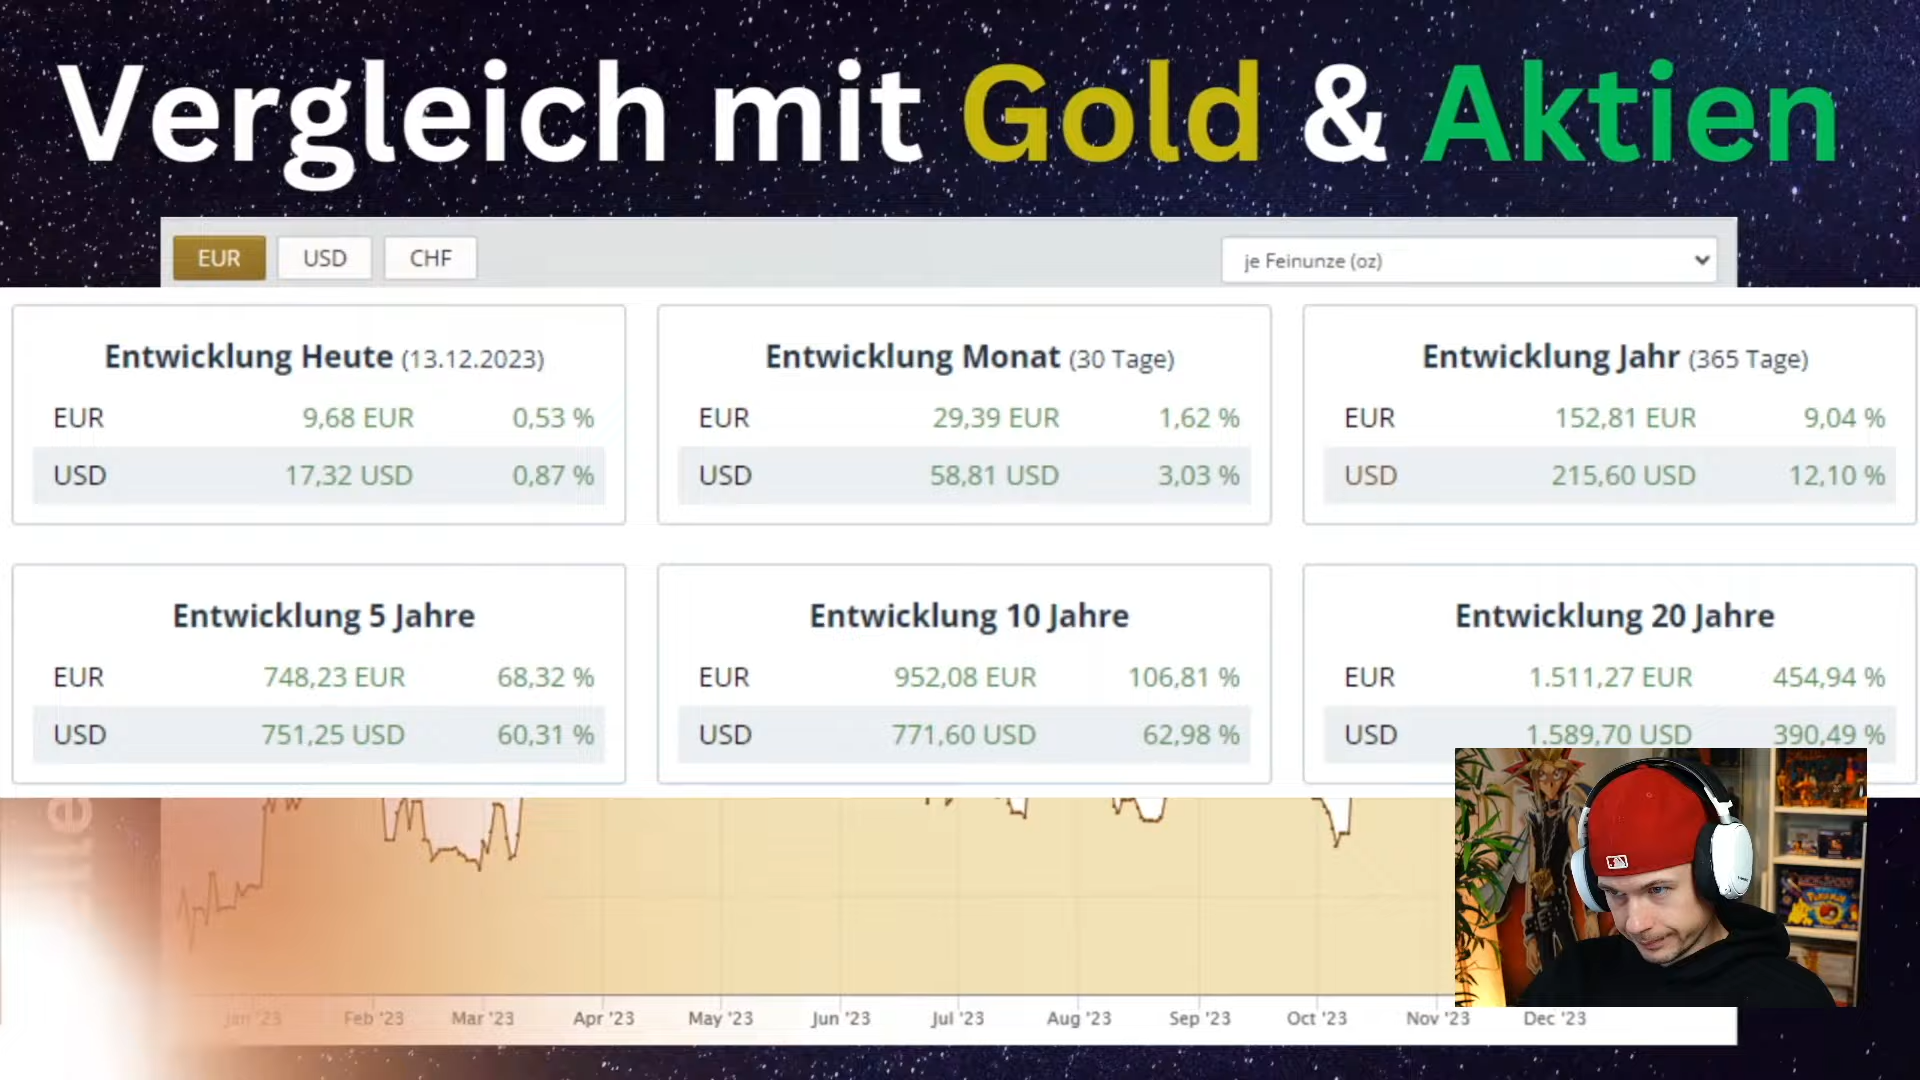 Vergleich mit Gold & Aktien
EUR USD CHF je Feinunze (oz)
Entwicklung Heute (13.12.2023)
EUR 9,68 EUR 0,53 %
USD 17,32 USD 0,87 %
Entwicklung Monat (30 Tage)
EUR 29,39 EUR 1,62 %
USD 58,81 USD 3,03 %
Entwicklung Jahr (365 Tage)
EUR 152,81 EUR 9,04 %
USD 215,60 USD 12,10 %
Entwicklung 5 Jahre
EUR 748,23 EUR 68,32 %
USD 751,25 USD 60,31 %
Entwicklung 10 Jahre
EUR 952,08 EUR 106,81 %
USD 771,60 USD 62,98 %
Entwicklung 20 Jahre
EUR 1.511,27 EUR 454,94 %
USD 1.589,70 USD 390,49 %
Jan '23 Feb '23 Mar '23 Apr '23 May '23 Jun '23 Jul '23 Aug '23 Sep '23 Oct '23 Nov '23 Dec '23